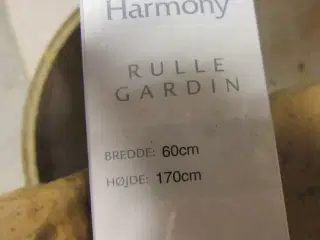 Harmony
RULLE
GARDIN
BREDDE: 60cm
HØJDE: 170cm